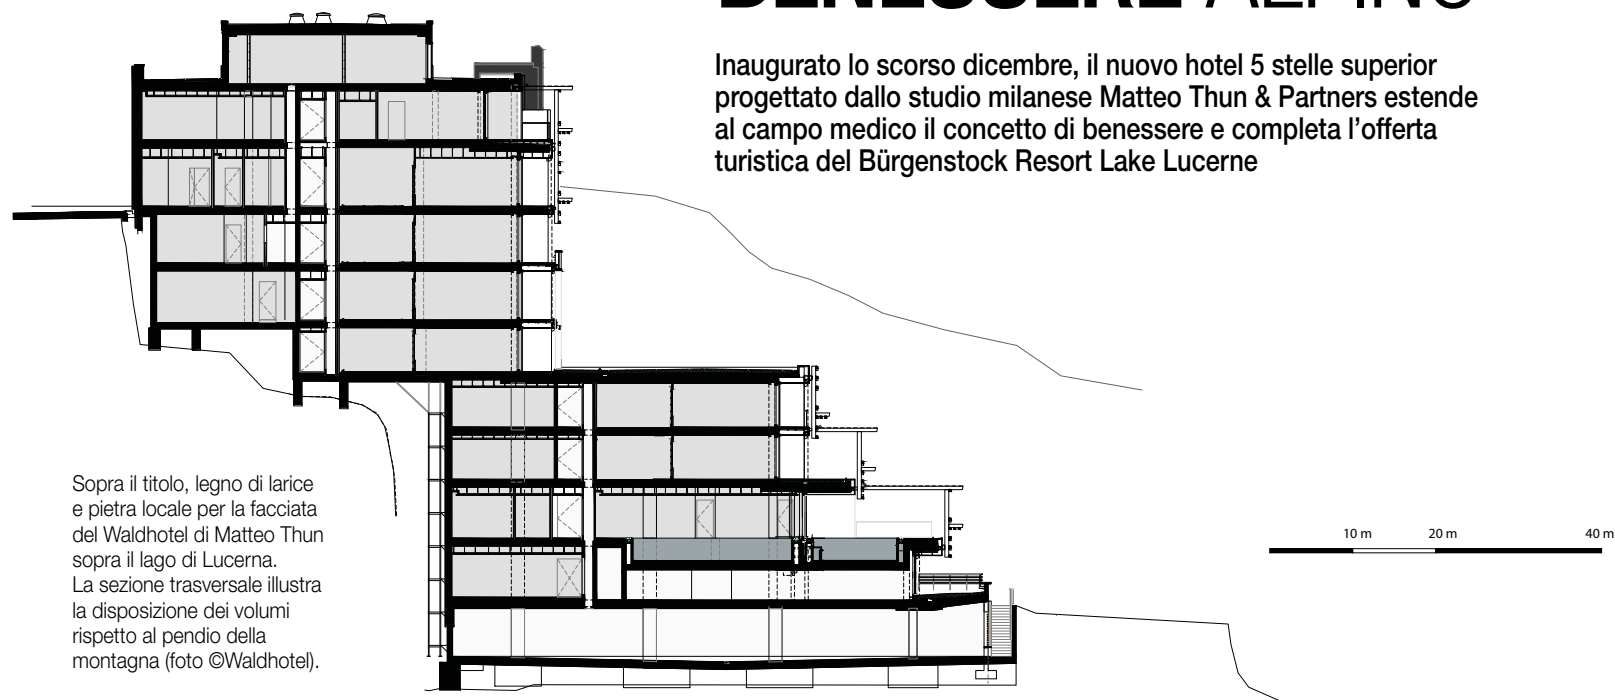 BENESSERE ALPINO
Inaugurato lo scorso dicembre, il nuovo hotel 5 stelle superior
progettato dallo studio milanese Matteo Thun & Partners estende
al campo medico il concetto di benessere e completa l’offerta
turistica del Bürgenstock Resort Lake Lucerne
Sopra il titolo, legno di larice
e pietra locale per la facciata
del Waldhotel di Matteo Thun
sopra il lago di Lucerna.
La sezione trasversale illustra
la disposizione dei volumi
rispetto al pendio della
montagna (foto ©Waldhotel).
10 m 20 m 40 m